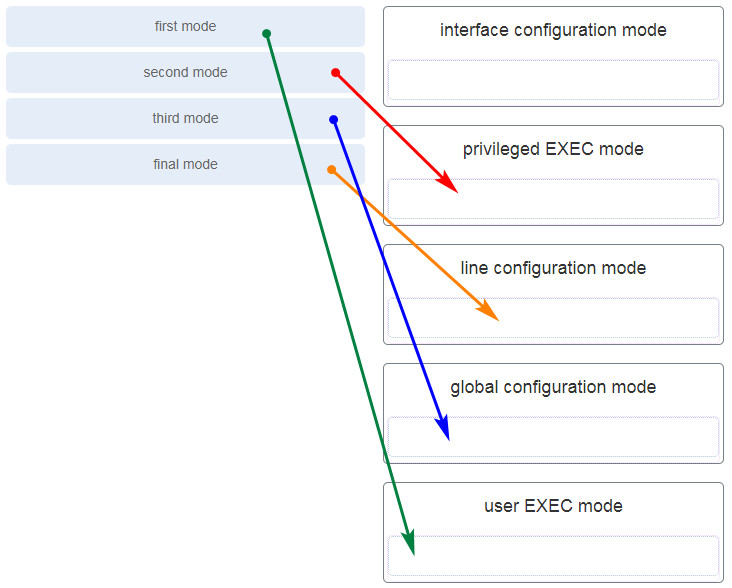 first mode
second mode
third mode
final mode
interface configuration mode
privileged EXEC mode
line configuration mode
global configuration mode
user EXEC mode